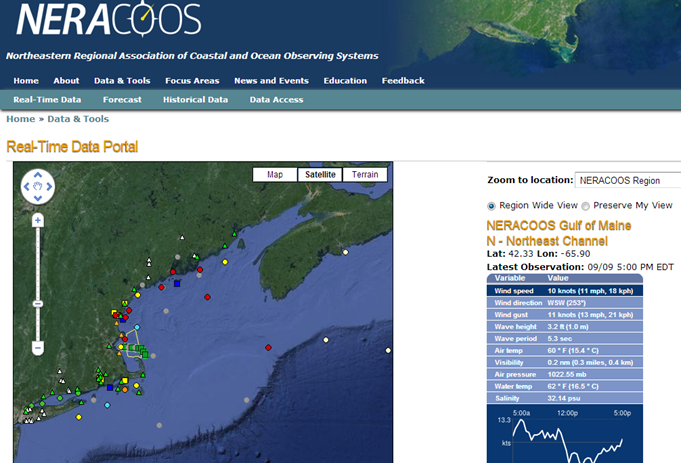 NERACOOS
Northeastern Regional Association of Coastal and Ocean Observing Systems
Home About Data & Tools Focus Areas News and Events Education Feedback
Real-Time Data Forecast Historical Data Data Access
Home » Data & Tools
Real-Time Data Portal
Map Satellite Terrain
Zoom to location: NERACOOS Region
Region Wide View Preserve My View
NERACOOS Gulf of Maine
N - Northeast Channel
Lat: 42.33 Lon: -65.90
Latest Observation: 09/09 5:00 PM EDT
Variable Value
Wind speed 10 knots (11 mph, 18 kph)
Wind direction WSW (253°)
Wind gust 11 knots (13 mph, 21 kph)
Wave height 3.2 ft (1.0 m)
Wave period 5.3 sec
Air temp 60 ° F (15.4 ° C)
Visibility 0.2 nm (0.3 miles, 0.4 km)
Air pressure 1022.55 mb
Water temp 62 ° F (16.5 ° C)
Salinity 32.14 psu
5:00a 12:00p 5:00p
13.3
kts